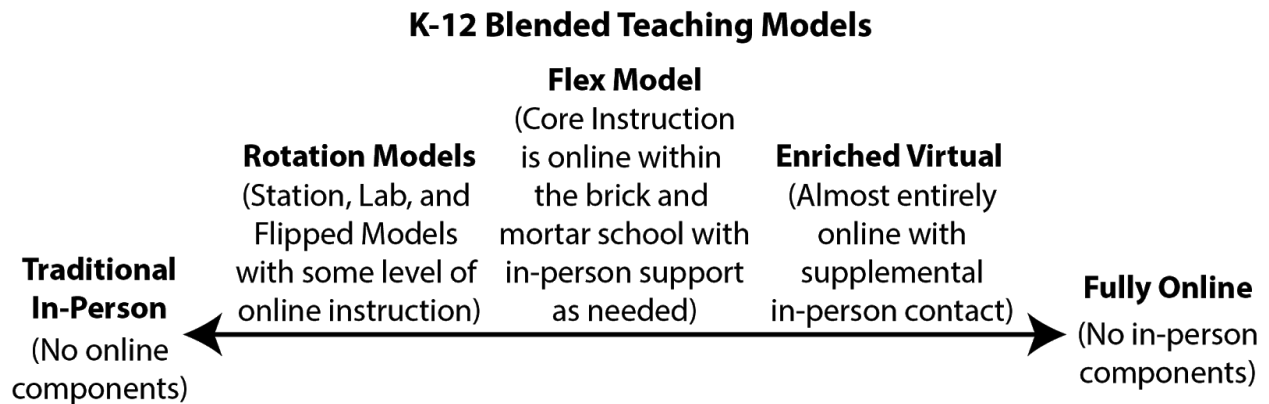 K-12 Blended Teaching Models
Traditional
In-Person
(No online
components)
Rotation Models
(Station, Lab, and
Flipped Models
with some level of
online instruction)
Flex Model
(Core Instruction
is online within
the brick and
mortar school with
in-person support
as needed)
Enriched Virtual
(Almost entirely
online with
supplemental
in-person contact)
Fully Online
(No in-person
components)